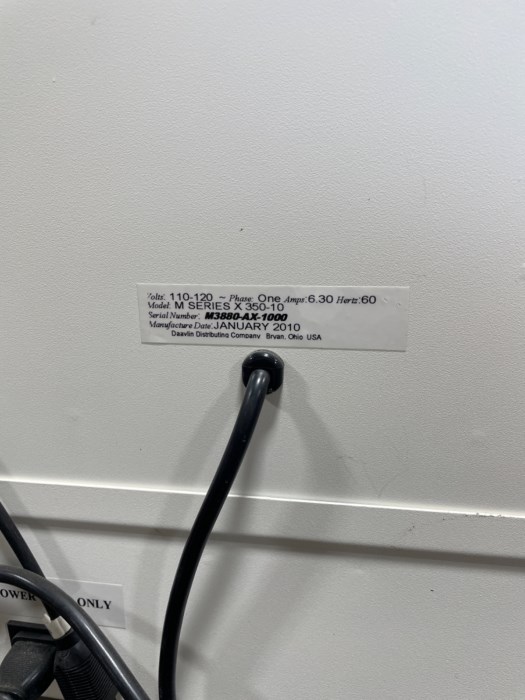 Volts: 110-120 ~ Phase: One Amps:6.30 Hertz:60
Model: M SERIES X 350-10
Serial Number: M3880-AX-1000
Manufacture Date:JANUARY 2010
Daavlin Distributing Company Bryan, Ohio USA
OWER ONLY